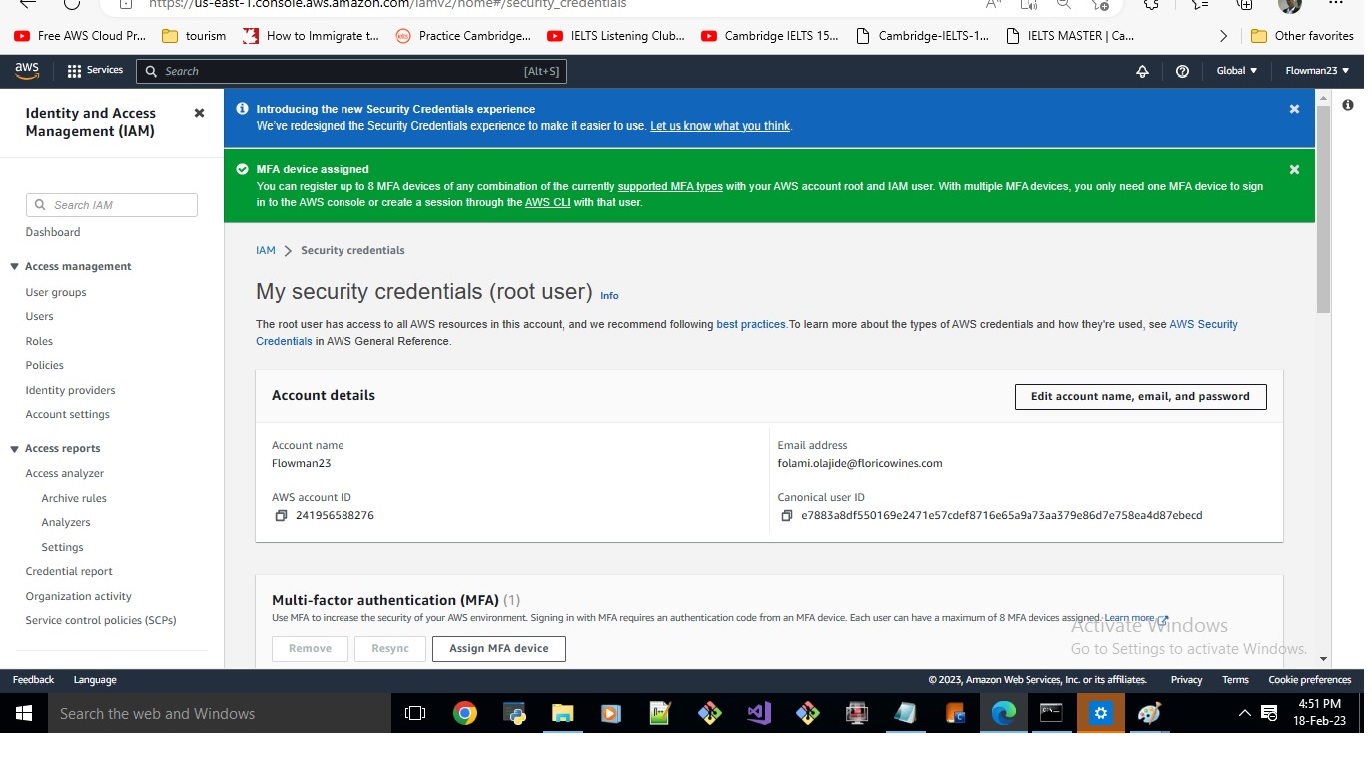 https://us-east-1.console.aws.amazon.com/iamv2/home#/security_credentials
Free AWS Cloud Pr... tourism How to Immigrate t... Practice Cambridge... IELTS Listening Club... Cambridge IELTS 15... Cambridge-IELTS-1... IELTS MASTER | Ca... Other favorites
aws Services Search [Alt+S] Global Flowman23
Identity and Access
Management (IAM)
Search IAM
Dashboard
Access management
User groups
Users
Roles
Policies
Identity providers
Account settings
Access reports
Access analyzer
Archive rules
Analyzers
Settings
Credential report
Organization activity
Service control policies (SCPs)
Introducing the new Security Credentials experience
We've redesigned the Security Credentials experience to make it easier to use. Let us know what you think.
MFA device assigned
You can register up to 8 MFA devices of any combination of the currently supported MFA types with your AWS account root and IAM user. With multiple MFA devices, you only need one MFA device to sign
in to the AWS console or create a session through the AWS CLI with that user.
IAM Security credentials
My security credentials (root user) Info
The root user has access to all AWS resources in this account, and we recommend following best practices.To learn more about the types of AWS credentials and how they're used, see AWS Security
Credentials in AWS General Reference.
Account details
Edit account name, email, and password
Account name
Flowman23
Email address
folami.olajide@floricowines.com
AWS account ID
241956588276
Canonical user ID
e7883a8df550169e2471e57cdef8716e65a9a73aa379e86d7e758ea4d87ebecd
Multi-factor authentication (MFA) (1)
Use MFA to increase the security of your AWS environment. Signing in with MFA requires an authentication code from an MFA device. Each user can have a maximum of 8 MFA devices assigned. Learn more
Remove Resync Assign MFA device
Activate Windows
Go to Settings to activate Windows.
Feedback Language © 2023, Amazon Web Services, Inc. or its affiliates. Privacy Terms Cookie preferences
Search the web and Windows
4:51 PM
18-Feb-23